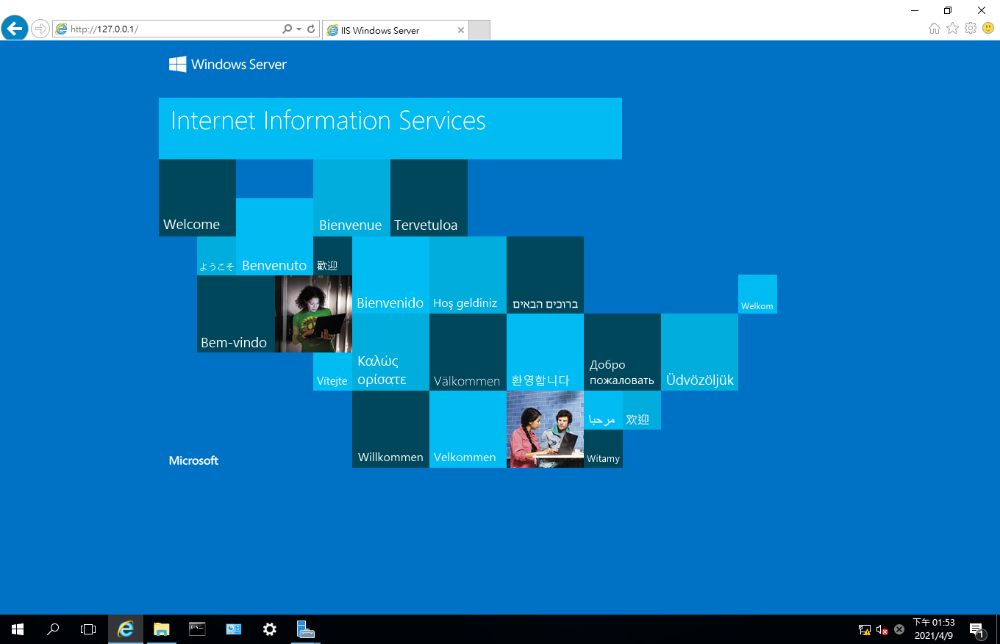 http://127.0.0.1/
IIS Windows Server
Windows Server
Internet Information Services
Welcome
Bienvenue
Tervetuloa
ようこそ
Benvenuto
歡迎
Bienvenido
Hoş geldiniz
ברוכים הבאים
Welkom
Bem-vindo
Vítejte
Καλώς
ορίσατε
Välkommen
환영합니다
Добро
пожаловать
Üdvözöljük
مرحبا
欢迎
Microsoft
Willkommen
Velkommen
Witamy
下午 01:53
2021/4/9
1